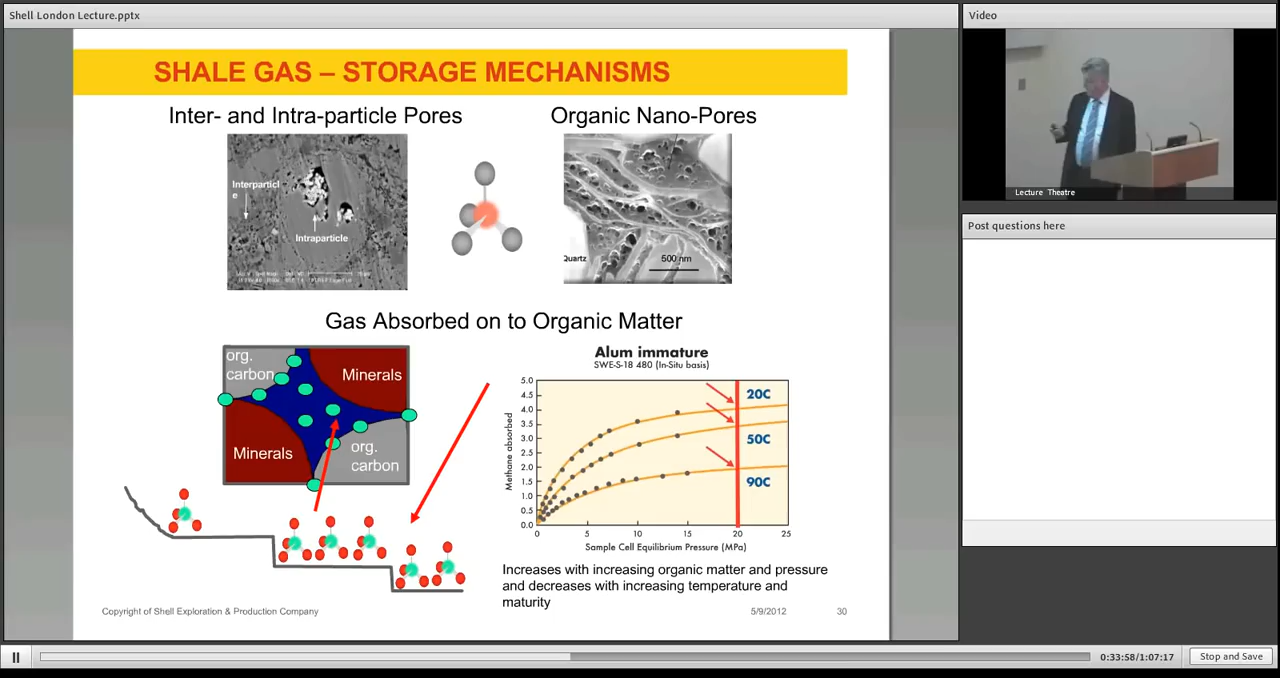 Shell London Lecture.pptx
SHALE GAS – STORAGE MECHANISMS
Inter- and Intra-particle Pores
Organic Nano-Pores
Interparticl
e
Intraparticle
Quartz
500 nm
Gas Absorbed on to Organic Matter
org.
carbon
Minerals
Minerals
org.
carbon
Alum immature
SWE-S-18 480 (In-Situ basis)
Methane absorbed
5.0
4.5
4.0
3.5
3.0
2.5
2.0
1.5
1.0
0.5
0.0
20C
50C
90C
0 5 10 15 20 25
Sample Cell Equilibrium Pressure (MPa)
Increases with increasing organic matter and pressure
and decreases with increasing temperature and
maturity
Copyright of Shell Exploration & Production Company
5/9/2012
30
Video
Lecture Theatre
Post questions here
0:33:58/1:07:17
Stop and Save